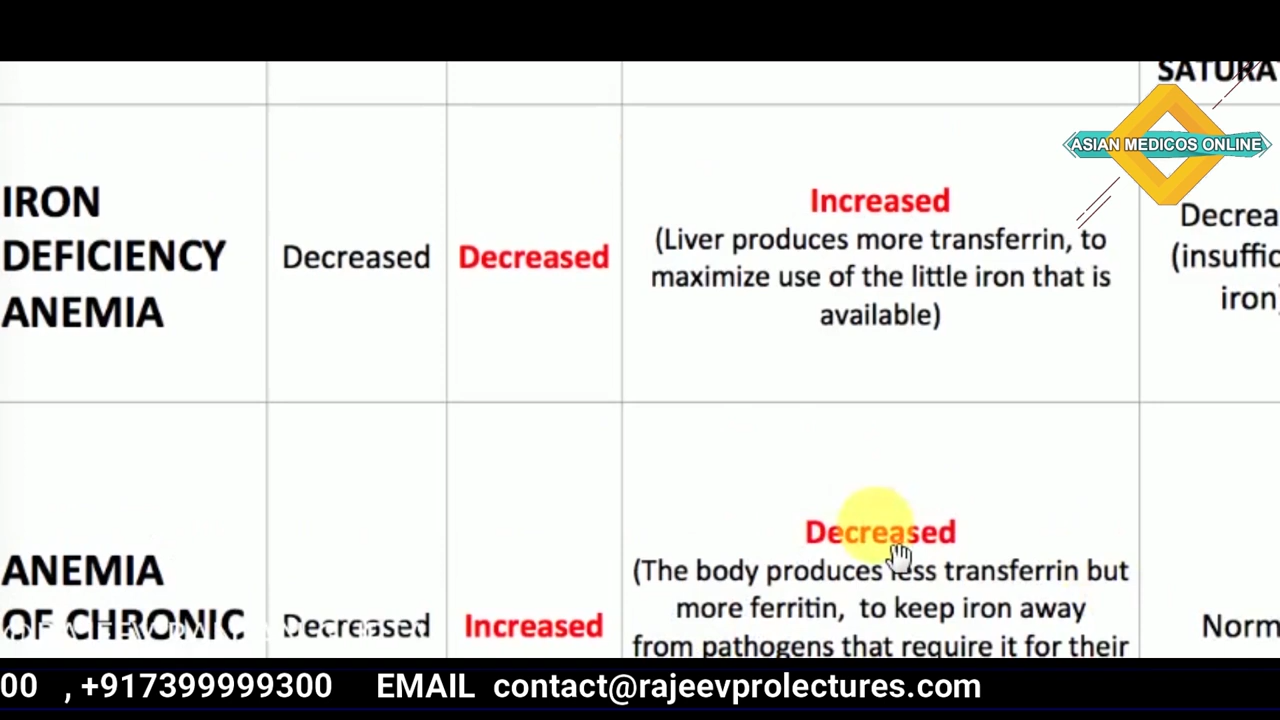 SATURA
ASIAN MEDICOS ONLINE
IRON
DEFICIENCY
ANEMIA
Decreased
Decreased
Increased
(Liver produces more transferrin, to
maximize use of the little iron that is
available)
Decrea
(insuffic
iron)
ANEMIA
OF CHRONIC
Decreased
Increased
Decreased
(The body produces less transferrin but
more ferritin, to keep iron away
from pathogens that require it for their
Norm
00 , +917399999300 EMAIL contact@rajeevprolectures.com